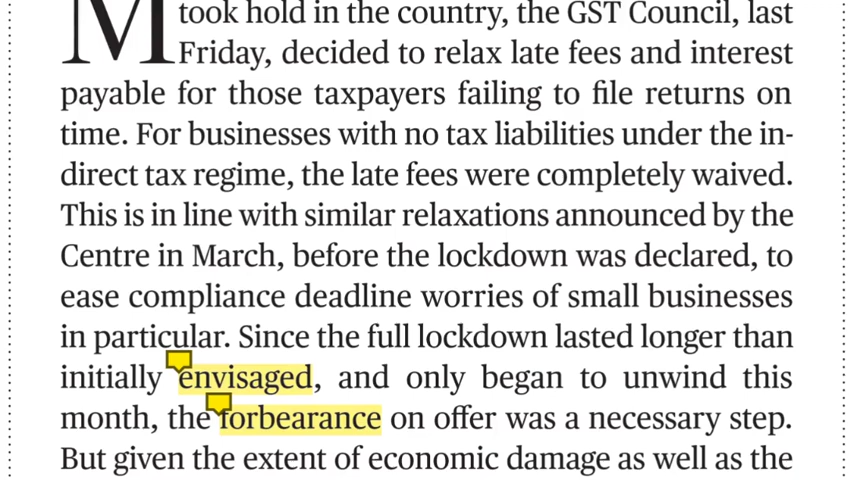 M took hold in the country, the GST Council, last
Friday, decided to relax late fees and interest
payable for those taxpayers failing to file returns on
time. For businesses with no tax liabilities under the in-
direct tax regime, the late fees were completely waived.
This is in line with similar relaxations announced by the
Centre in March, before the lockdown was declared, to
ease compliance deadline worries of small businesses
in particular. Since the full lockdown lasted longer than
initially envisaged, and only began to unwind this
month, the forbearance on offer was a necessary step.
But given the extent of economic damage as well as the